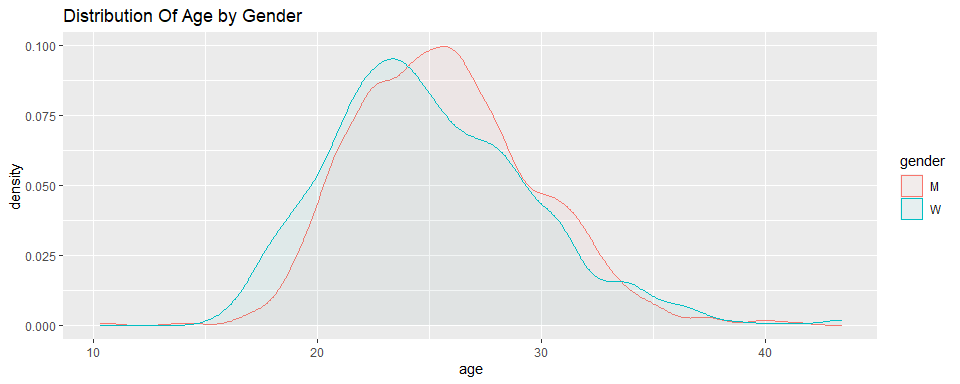 Distribution Of Age by Gender
0.100
0.075
0.050
0.025
0.000
density
10 20 30 40
age
gender
M
W